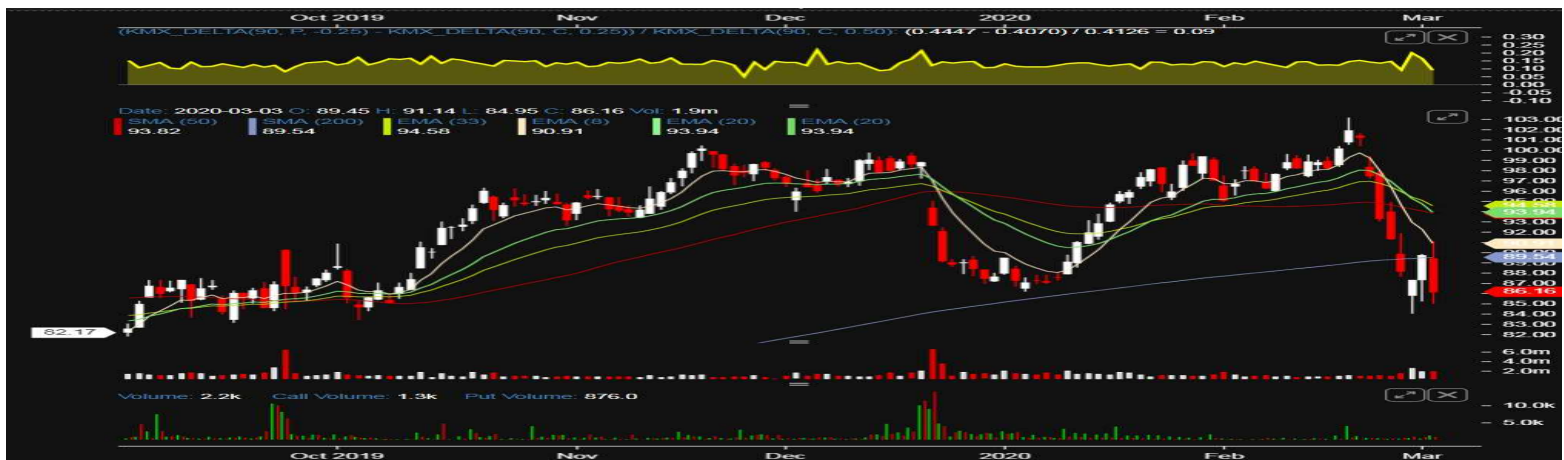 Oct 2019 Nov Dec 2020 Feb Mar
(KMX_DELTA(90, P, -0.25) - KMX_DELTA(90, C, 0.25)) / KMX_DELTA(90, C, 0.50): (0.4447 - 0.4070) / 0.4126 = 0.09
0.30
0.25
0.20
0.15
0.10
0.05
0.00
-0.05
-0.10
Date: 2020-03-03 O: 89.45 H: 91.14 L: 84.95 C: 86.16 Vol: 1.9m
SMA (50) SMA (200) EMA (33) EMA (8) EMA (20) EMA (20)
93.82 89.54 94.58 90.91 93.94 93.94
103.00
102.00
101.00
100.00
99.00
98.00
97.00
96.00
94.58
93.94
93.00
92.00
90.91
89.54
88.00
87.00
86.16
85.00
84.00
83.00
82.00
82.17
6.0m
4.0m
2.0m
Volume: 2.2k Call Volume: 1.3k Put Volume: 876.0
10.0k
5.0k
Oct 2019 Nov Dec 2020 Feb Mar